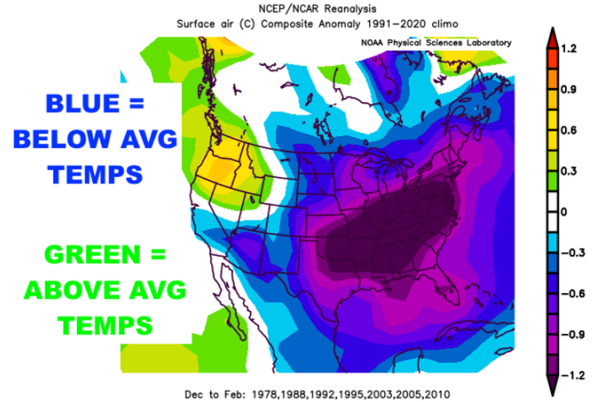 NCEP/NCAR Reanalysis
Surface air (C) Composite Anomaly 1991−2020 climo
NOAA Physical Sciences Laboratory
BLUE =
BELOW AVG
TEMPS
GREEN =
ABOVE AVG
TEMPS
1.2
0.9
0.6
0.3
0
−0.3
−0.6
−0.9
−1.2
Dec to Feb: 1978,1988,1992,1995,2003,2005,2010